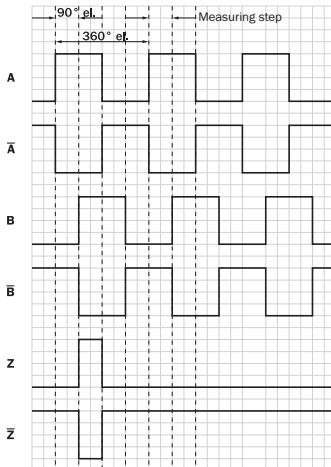 90° el.
Measuring step
360° el.
A
A̅
B
B̅
Z
Z̅